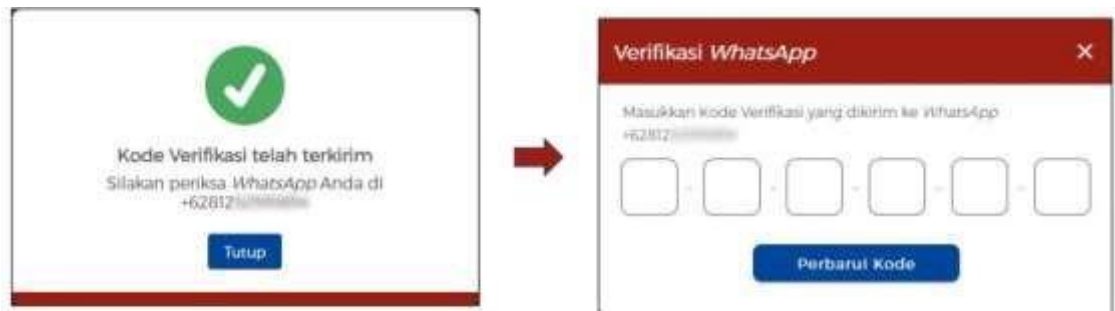 Kode Verifikasi telah terkirim
Silakan periksa WhatsApp Anda di
+62812
Tutup
Verifikasi WhatsApp
Masukkan Kode Verifikasi yang dikirim ke WhatsApp
+62812
Perbarui Kode